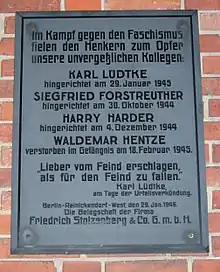 Im Kampf gegen den Faschismus
fielen den Henkern zum Opfer
unsere unvergeßlichen Kollegen:
KARL LÜDTKE
hingerichtet am 29. Januar 1945
SIEGFRIED FORSTREUTHER
hingerichtet am 30. Oktober 1944
HARRY HARDER
hingerichtet am 4. Dezember 1944
WALDEMAR HENTZE
verstorben im Gefängnis am 18. Februar 1945.
"Lieber vom Feind erschlagen,
als für den Feind zu fallen."
Karl Lüdtke,
am Tage der Urteilsverkündung.
Berlin-Reinickendorf-West den 29. Jan. 1946.
Die Belegschaft der Firma
Friedrich Stolzenberg & Co. G. m. b. H.